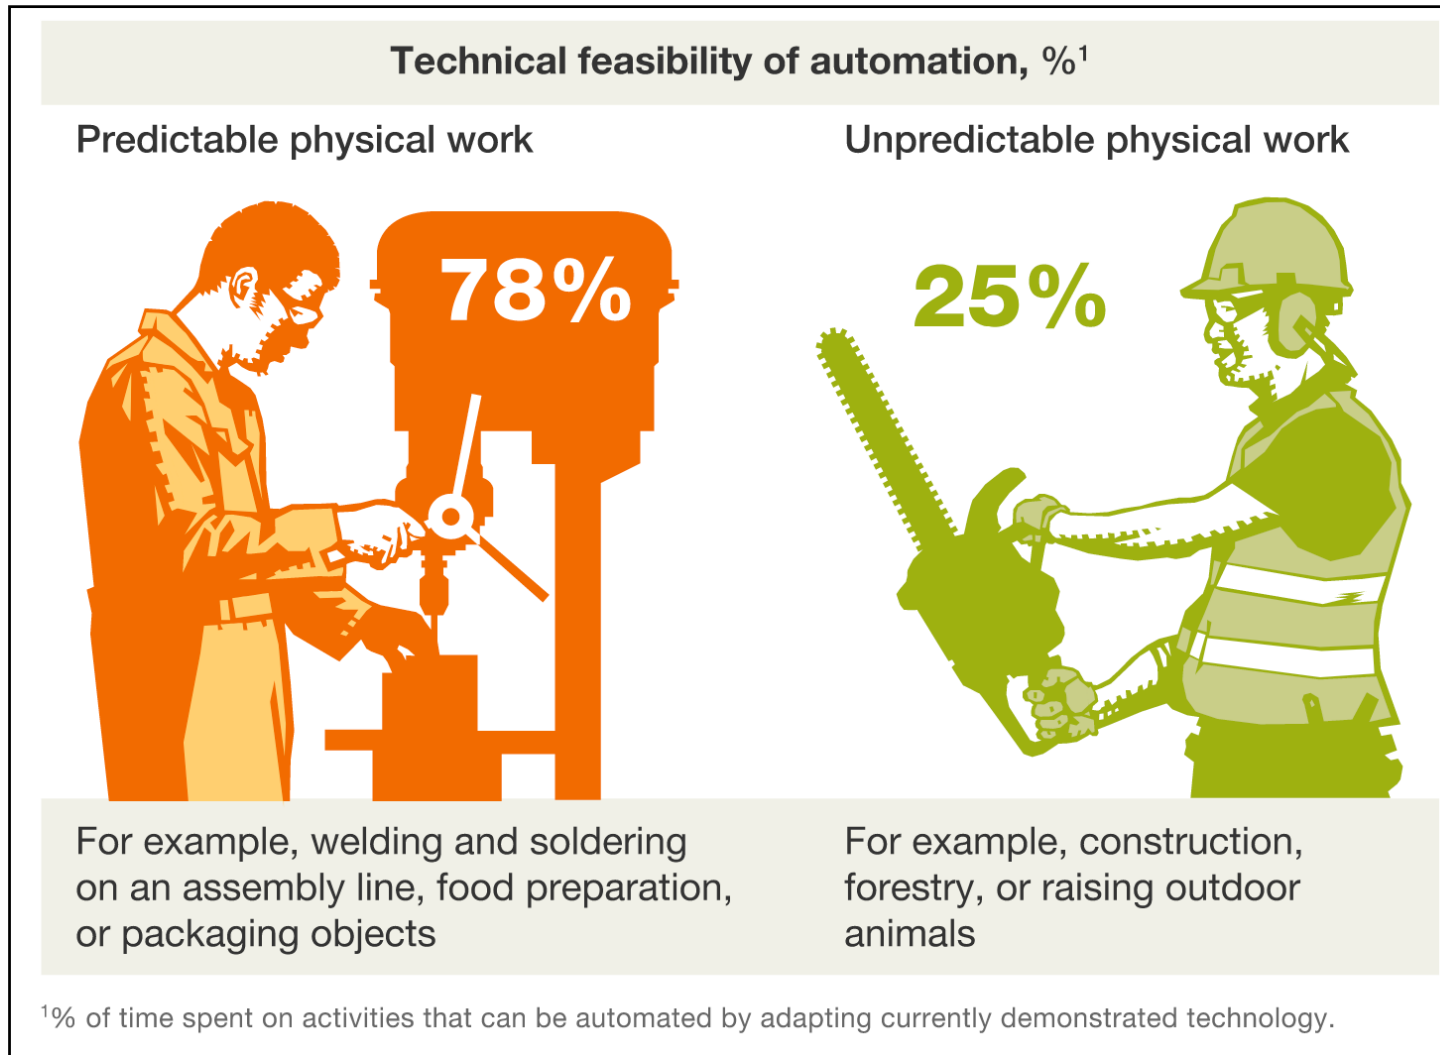 Technical feasibility of automation, %¹
Predictable physical work
Unpredictable physical work
78%
25%
For example, welding and soldering
on an assembly line, food preparation,
or packaging objects
For example, construction,
forestry, or raising outdoor
animals
¹% of time spent on activities that can be automated by adapting currently demonstrated technology.